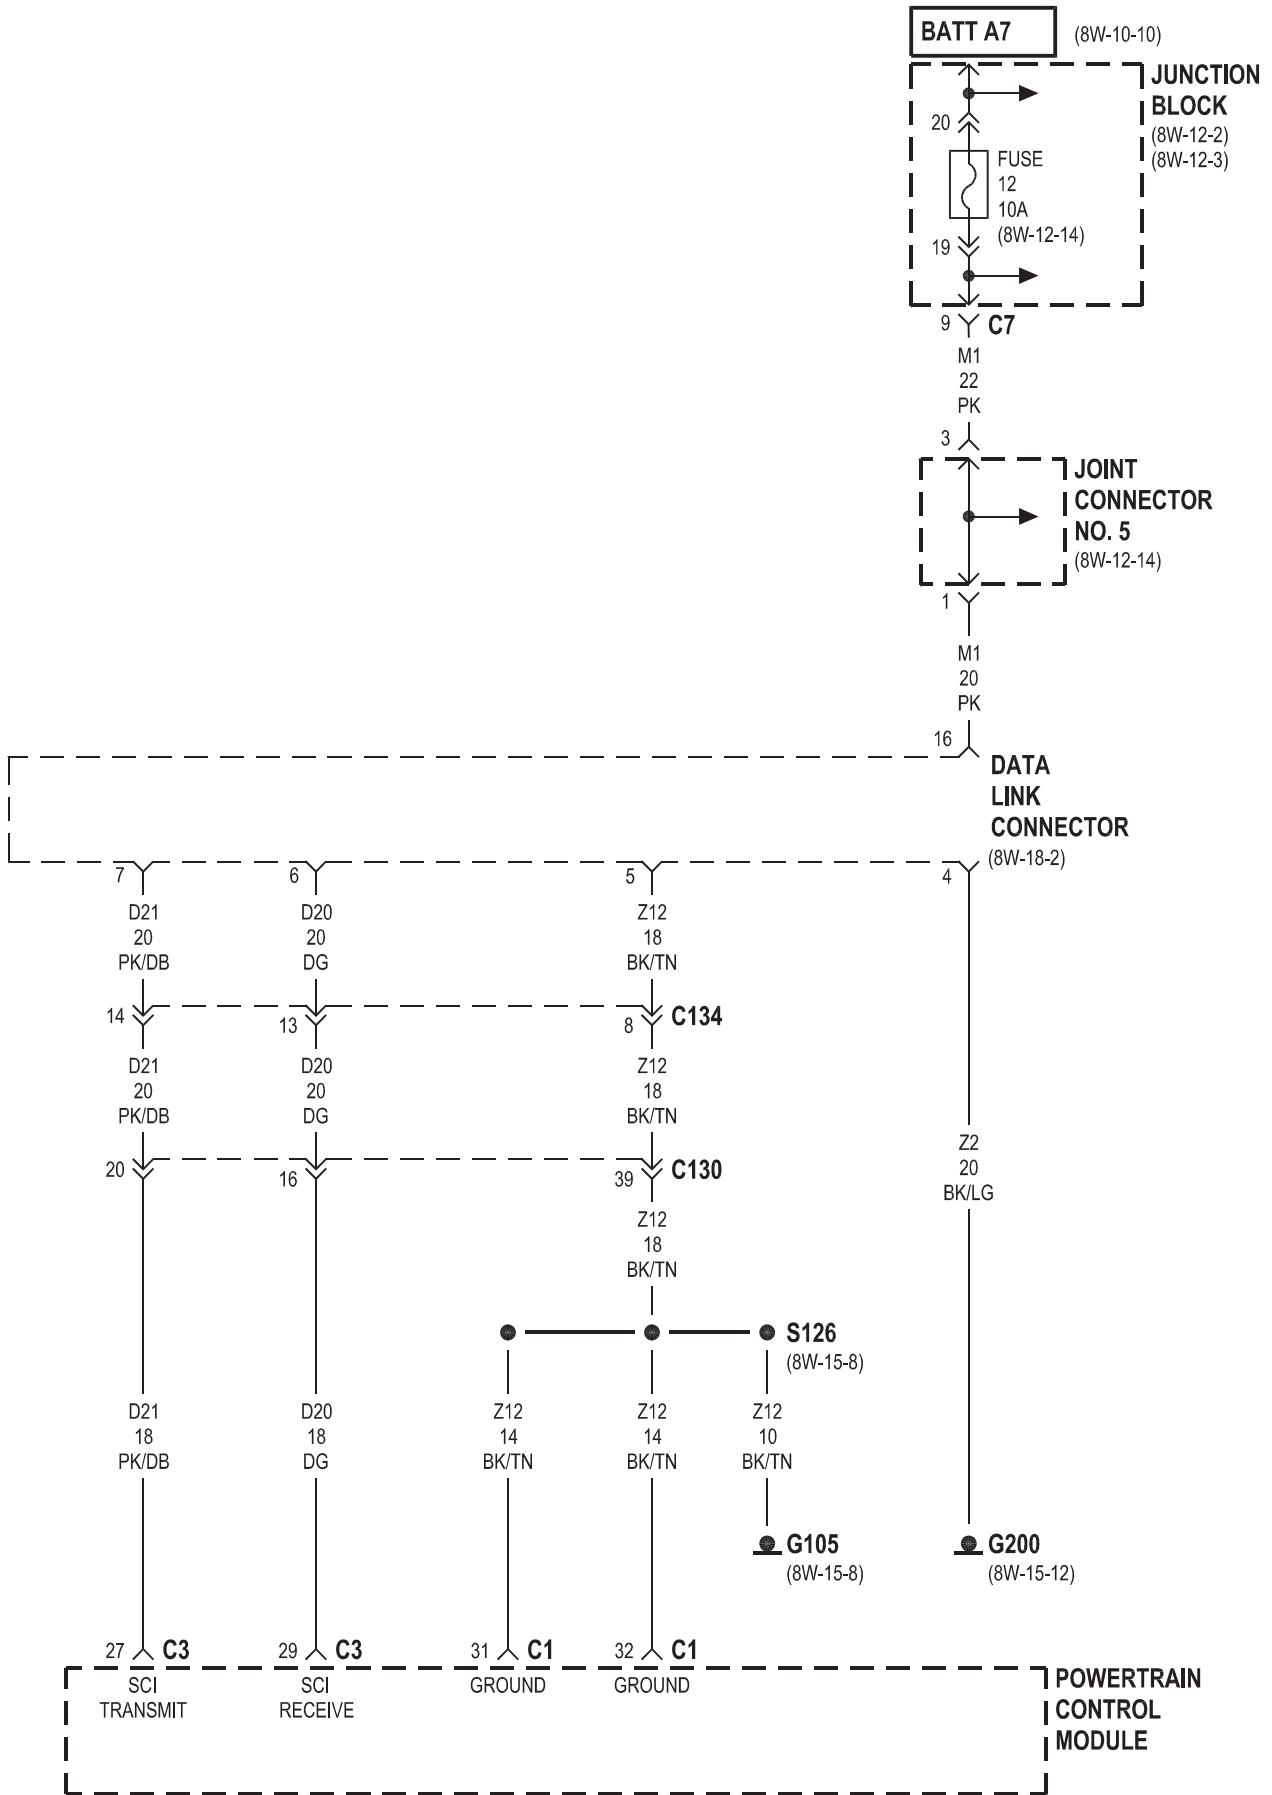 BATT A7
(8W-10-10)
JUNCTION
BLOCK
(8W-12-2)
(8W-12-3)
20
FUSE
12
10A
(8W-12-14)
19
9
C7
M1
22
PK
3
JOINT
CONNECTOR
NO. 5
(8W-12-14)
1
M1
20
PK
16
DATA
LINK
CONNECTOR
(8W-18-2)
7
6
5
4
D21
20
PK/DB
D20
20
DG
Z12
18
BK/TN
14
13
8
C134
D21
20
PK/DB
D20
20
DG
Z12
18
BK/TN
Z2
20
BK/LG
20
16
39
C130
Z12
18
BK/TN
S126
(8W-15-8)
D21
18
PK/DB
D20
18
DG
Z12
14
BK/TN
Z12
14
BK/TN
Z12
10
BK/TN
G105
(8W-15-8)
G200
(8W-15-12)
27
C3
29
C3
31
C1
32
C1
SCI
TRANSMIT
SCI
RECEIVE
GROUND
GROUND
POWERTRAIN
CONTROL
MODULE